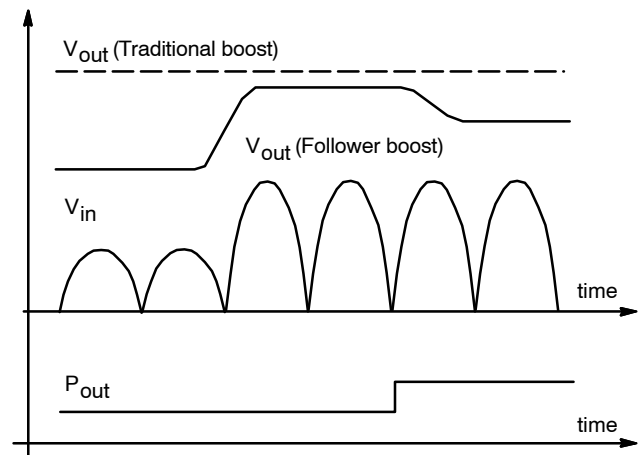 Vout (Traditional boost)
Vout (Follower boost)
Vin
time
Pout
time